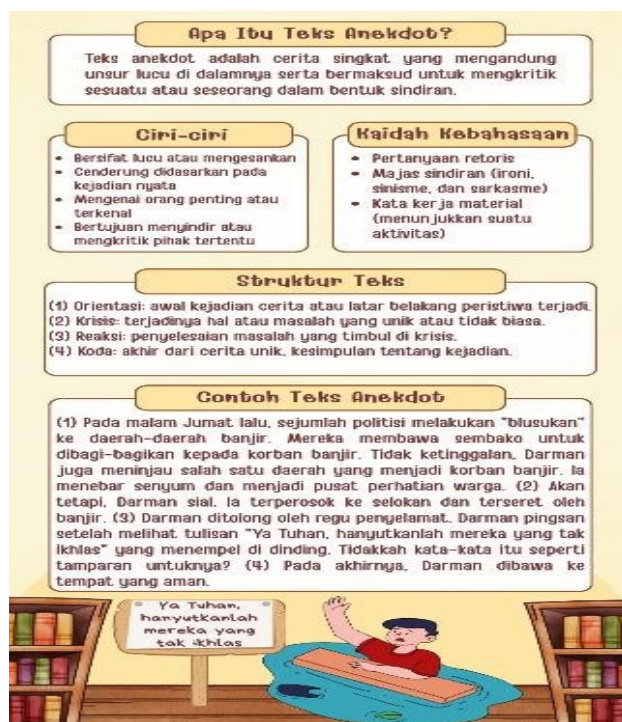 Apa Itu Teks Anekdot?
Teks anekdot adalah cerita singkat yang mengandung
unsur lucu di dalamnya serta bermaksud untuk mengkritik
sesuatu atau seseorang dalam bentuk sindiran.
Ciri-ciri
• Bersifat lucu atau mengesankan
• Cenderung didasarkan pada
kejadian nyata
• Mengenai orang penting atau
terkenal
• Bertujuan menyindir atau
mengkritik pihak tertentu
Kaidah Kebahasaan
• Pertanyaan retoris
• Majas sindiran (ironi,
sinisme, dan sarkasme)
• Kata kerja material
(menunjukkan suatu
aktivitas)
Struktur Teks
(1) Orientasi: awal kejadian cerita atau latar belakang peristiwa terjadi.
(2) Krisis: terjadinya hal atau masalah yang unik atau tidak biasa.
(3) Reaksi: penyelesaian masalah yang timbul di krisis.
(4) Koda: akhir dari cerita unik, kesimpulan tentang kejadian.
Contoh Teks Anekdot
(1) Pada malam Jumat lalu, sejumlah politisi melakukan "blusukan"
ke daerah-daerah banjir. Mereka membawa sembako untuk
dibagi-bagikan kepada korban banjir. Tidak ketinggalan, Darman
juga meninjau salah satu daerah yang menjadi korban banjir. Ia
menebar senyum dan menjadi pusat perhatian warga. (2) Akan
tetapi, Darman sial. Ia terperosok ke selokan dan terseret oleh
banjir. (3) Darman ditolong oleh regu penyelamat. Darman pingsan
setelah melihat tulisan "Ya Tuhan, hanyutkanlah mereka yang tak
ikhlas" yang menempel di dinding. Tidakkah kata-kata itu seperti
tamparan untuknya? (4) Pada akhirnya, Darman dibawa ke
tempat yang aman.
Ya Tuhan,
hanyutkanlah
mereka yang
tak ikhlas